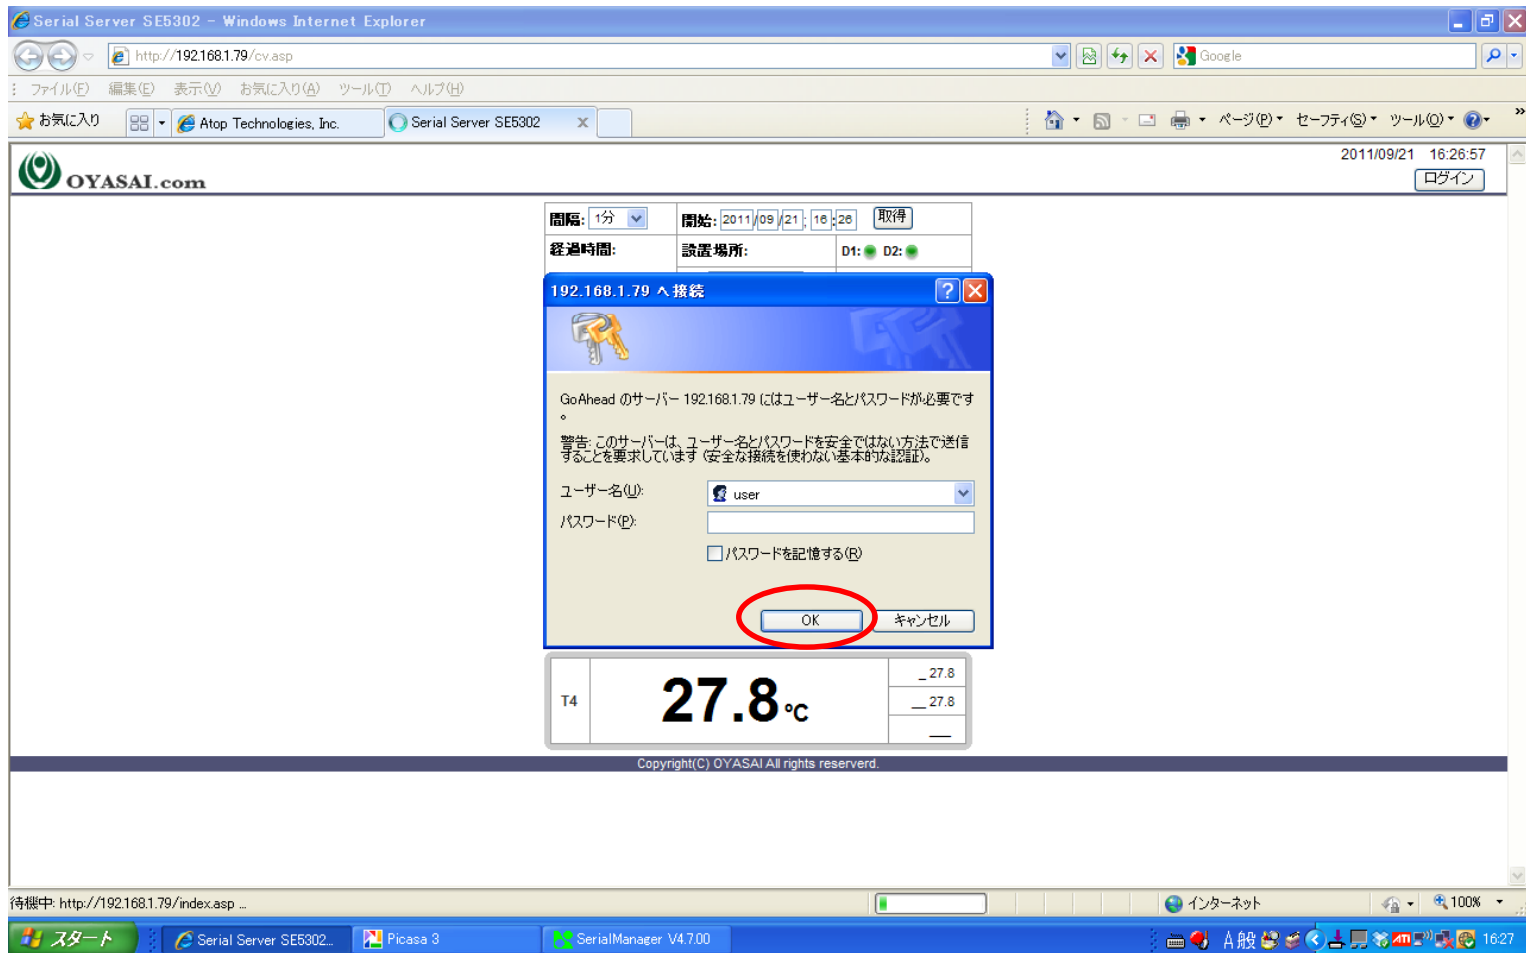 Serial Server SE5302 - Windows Internet Explorer
http://192.168.1.79/cv.asp
Google
ファイル(F) 編集(E) 表示(V) お気に入り(A) ツール(T) ヘルプ(H)
お気に入り Atop Technologies, Inc. Serial Server SE5302 x ページ(P) セーフティ(S) ツール(O) »
OYASAI.com
2011/09/21 16:26:57
ログイン
間隔: 1分 開始: 2011/09/21; 16:26 取得
経過時間: 設置場所: D1: D2:
192.168.1.79 へ接続
GoAhead のサーバー 192.168.1.79 にはユーザー名とパスワードが必要です
。
警告: このサーバーは、ユーザー名とパスワードを安全ではない方法で送信
することを要求しています (安全な接続を使わない基本的な認証)。
ユーザー名(U): user
パスワード(P):
パスワードを記憶する(R)
OK キャンセル
T4 27.8 ℃
_ 27.8
__ 27.8
___
Copyright(C) OYASAI All rights reserverd.
待機中: http://192.168.1.79/index.asp ...
インターネット 100%
スタート Serial Server SE5302... Picasa 3 SerialManager V4.7.00 A 般 ATI 16:27